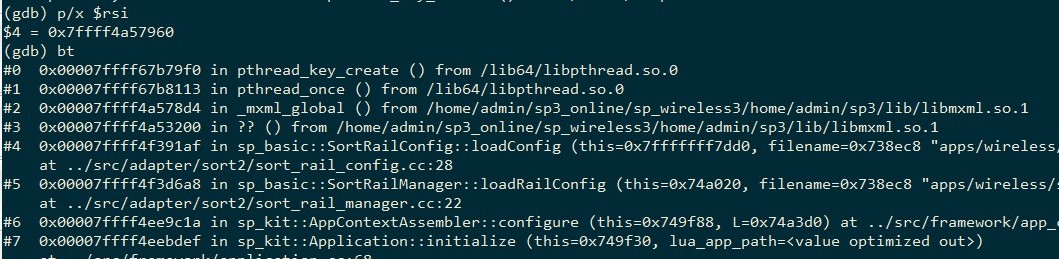 (gdb) p/x $rsi
$4 = 0x7ffff4a57960
(gdb) bt
#0  0x00007ffff67b79f0 in pthread_key_create () from /lib64/libpthread.so.0
#1  0x00007ffff67b8113 in pthread_once () from /lib64/libpthread.so.0
#2  0x00007ffff4a578d4 in _mxml_global () from /home/admin/sp3_online/sp_wireless3/home/admin/sp3/lib/libmxml.so.1
#3  0x00007ffff4a53200 in ?? () from /home/admin/sp3_online/sp_wireless3/home/admin/sp3/lib/libmxml.so.1
#4  0x00007ffff4f391af in sp_basic::SortRailConfig::loadConfig (this=0x7fffffff7dd0, filename=0x738ec8 "apps/wireless/
at ../src/adapter/sort2/sort_rail_config.cc:28
#5  0x00007ffff4f3d6a8 in sp_basic::SortRailManager::loadRailConfig (this=0x74a020, filename=0x738ec8 "apps/wireless/
at ../src/adapter/sort2/sort_rail_manager.cc:22
#6  0x00007ffff4ee9c1a in sp_kit::AppContextAssembler::configure (this=0x749f88, L=0x74a3d0) at ../src/framework/app_
#7  0x00007ffff4eebdef in sp_kit::Application::initialize (this=0x749f30, lua_app_path=<value optimized out>)